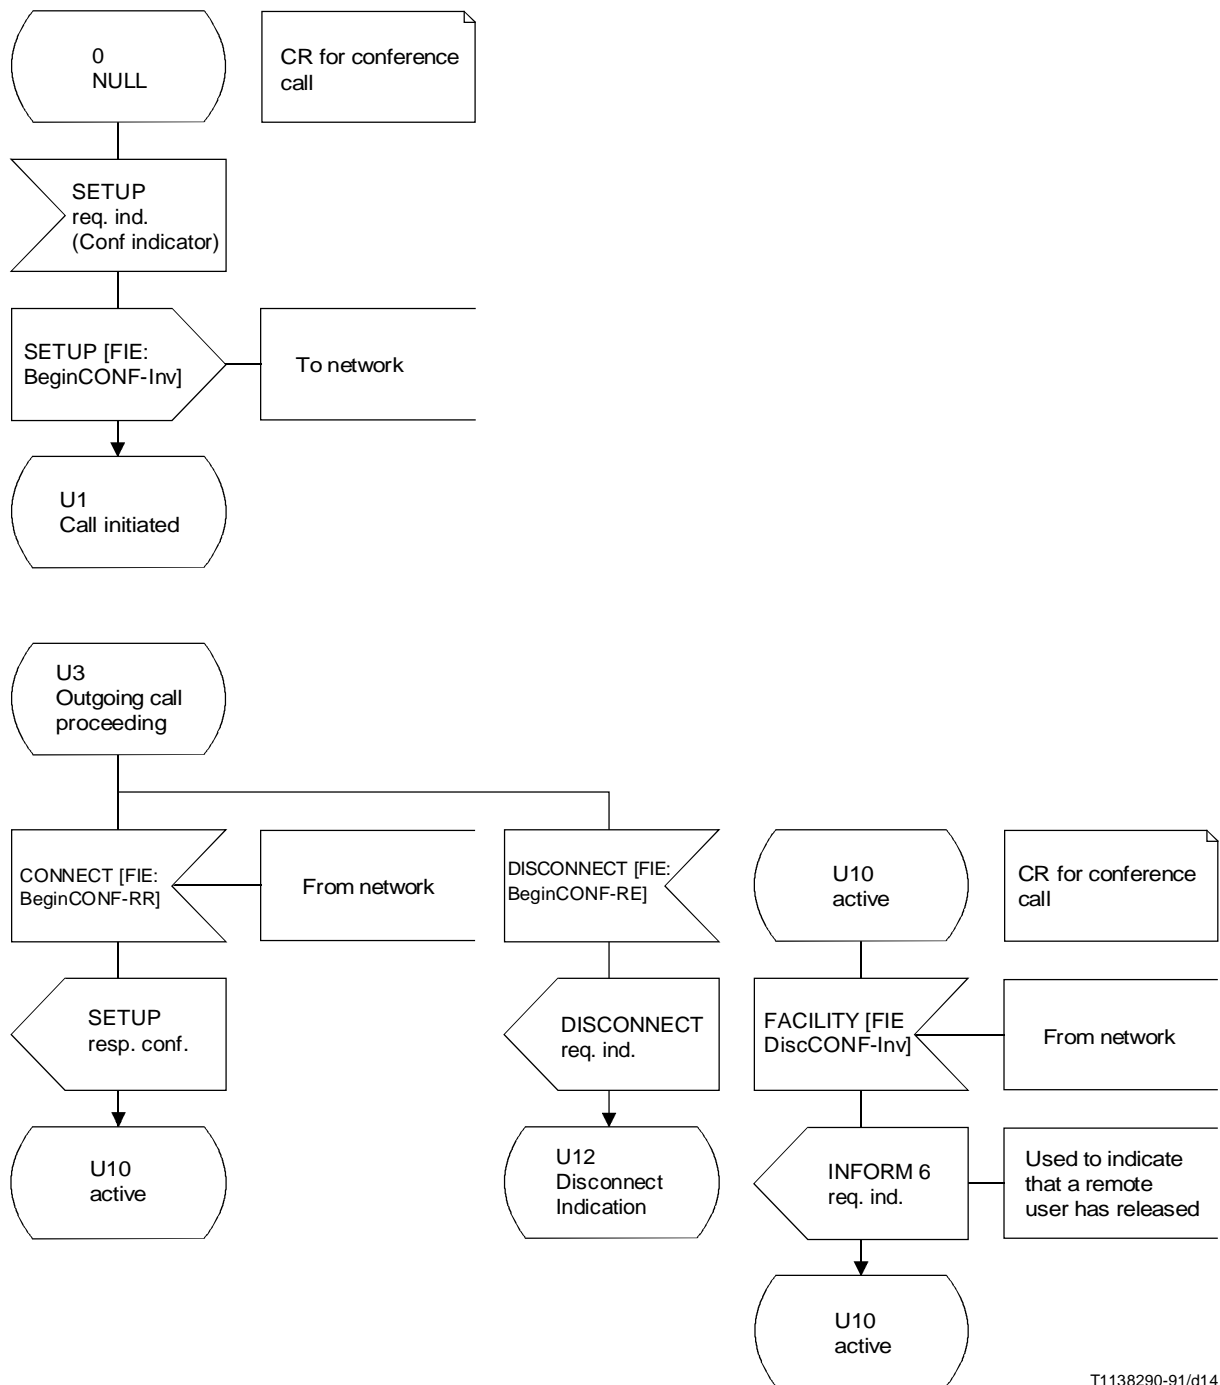 0
NULL
CR for conference
call
SETUP
req. ind.
(Conf indicator)
SETUP [FIE:
BeginCONF-Inv]
To network
U1
Call initiated
U3
Outgoing call
proceeding
CONNECT [FIE:
BeginCONF-RR]
From network
DISCONNECT [FIE:
BeginCONF-RE]
U10
active
CR for conference
call
SETUP
resp. conf.
DISCONNECT
req. ind.
FACILITY [FIE
DiscCONF-Inv]
From network
U10
active
U12
Disconnect
Indication
INFORM 6
req. ind.
Used to indicate
that a remote
user has released
U10
active
T1138290-91/d14